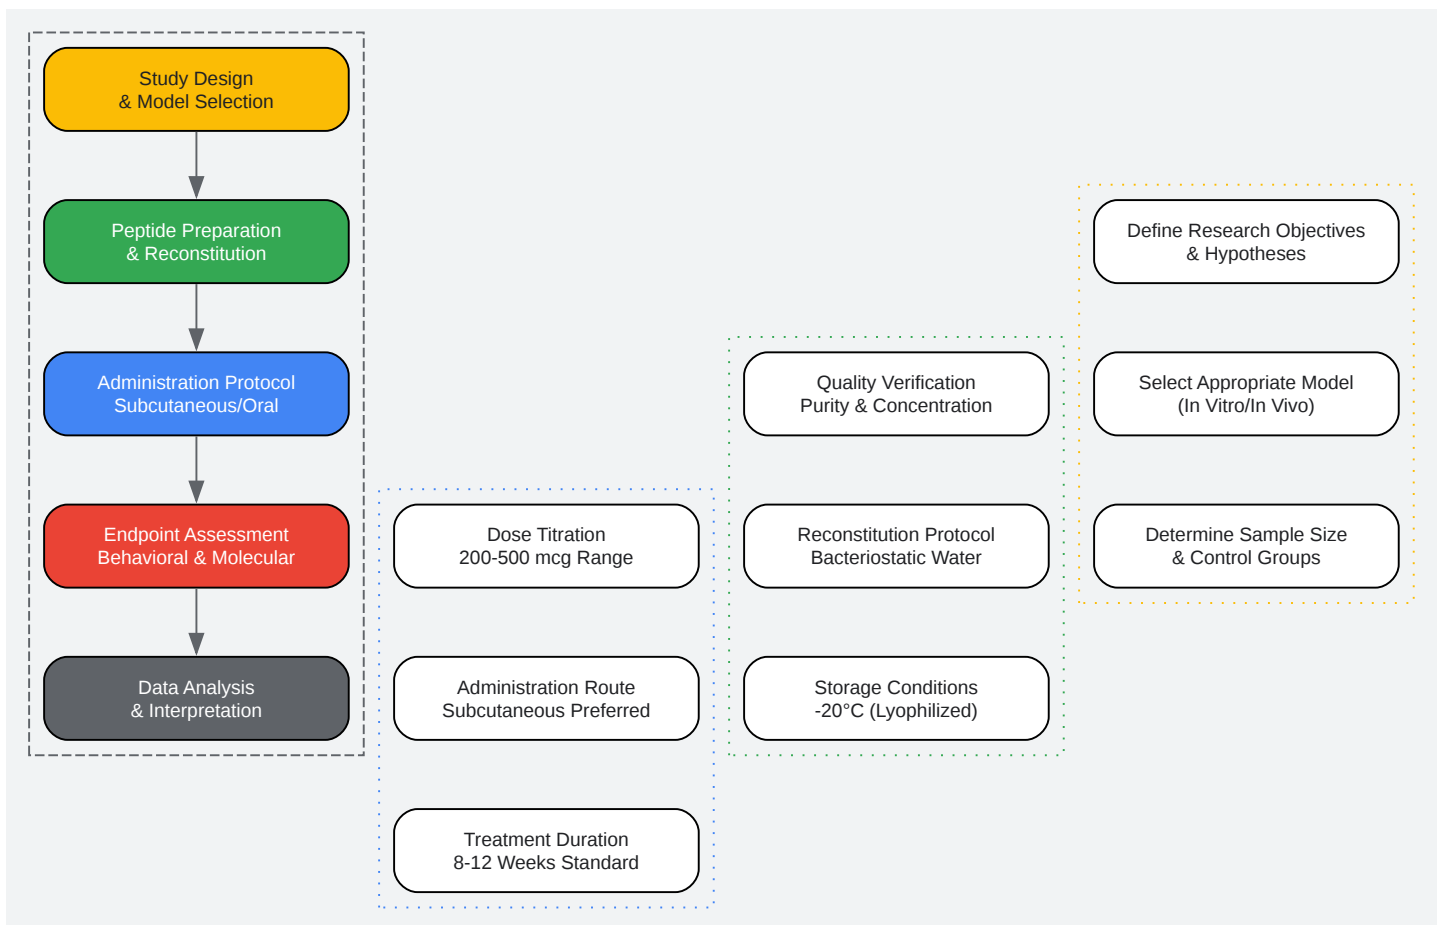 Study Design
& Model Selection
Peptide Preparation
& Reconstitution
Administration Protocol
Subcutaneous/Oral
Endpoint Assessment
Behavioral & Molecular
Data Analysis
& Interpretation
Dose Titration
200-500 mcg Range
Administration Route
Subcutaneous Preferred
Treatment Duration
8-12 Weeks Standard
Quality Verification
Purity & Concentration
Reconstitution Protocol
Bacteriostatic Water
Storage Conditions
-20°C (Lyophilized)
Define Research Objectives
& Hypotheses
Select Appropriate Model
(In Vitro/In Vivo)
Determine Sample Size
& Control Groups